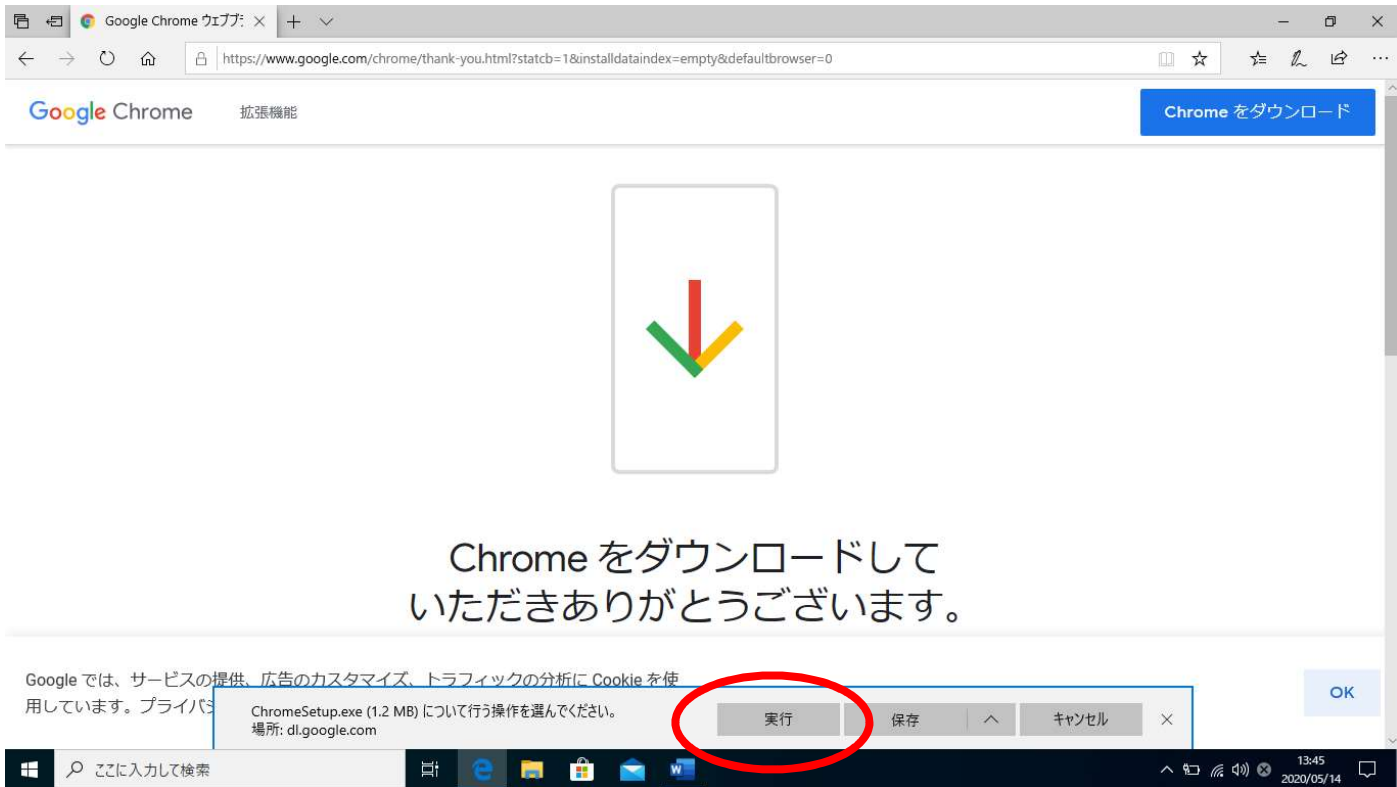 Google Chrome ウエブブ
https://www.google.com/chrome/thank-you.html?statcb=1&installdataindex=empty&defaultbrowser=0
Google Chrome 拡張機能 Chrome をダウンロード
Chrome をダウンロードして
いただきありがとうございます。
Google では、サービスの提供、広告のカスタマイズ、トラフィックの分析に Cookie を使
用しています。プライバシ
OK
ChromeSetup.exe (1.2 MB) について行う操作を選んでください。
場所: dl.google.com
実行 保存 キャンセル
ここに入力して検索
13:45
2020/05/14